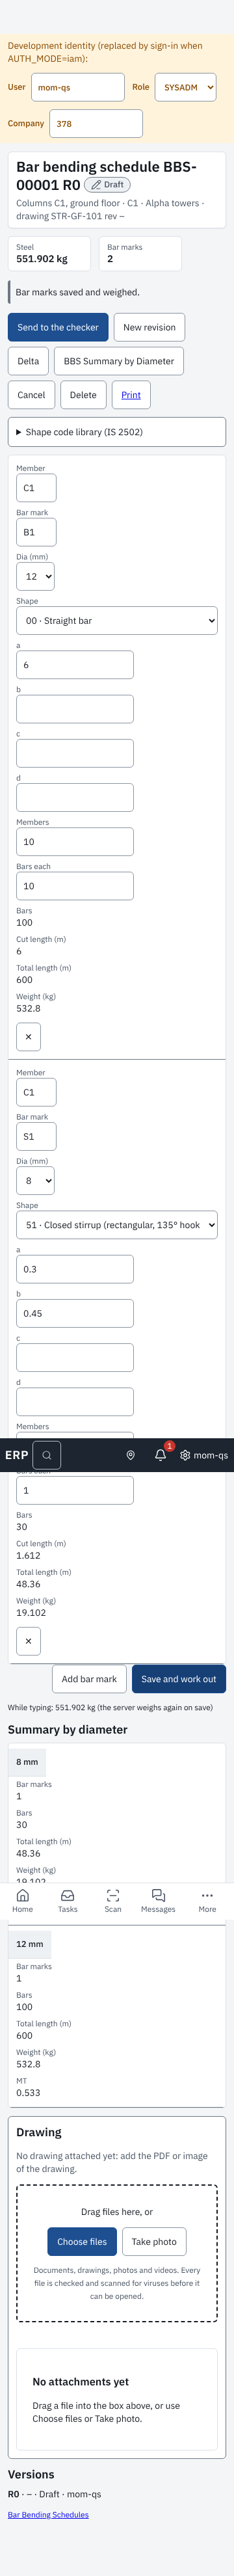 Development identity (replaced by sign-in when
AUTH_MODE=iam):
User mom-qs Role SYSADM
Company 378
Bar bending schedule BBS-
00001 R0 Draft
Columns C1, ground floor · C1 · Alpha towers ·
drawing STR-GF-101 rev –
Steel
551.902 kg
Bar marks
2
Bar marks saved and weighed.
Send to the checker New revision
Delta BBS Summary by Diameter
Cancel Delete Print
Shape code library (IS 2502)
Member
C1
Bar mark
B1
Dia (mm)
12
Shape
00 · Straight bar
a
6
b
c
d
Members
10
Bars each
10
Bars
100
Cut length (m)
6
Total length (m)
600
Weight (kg)
532.8
×
Member
C1
Bar mark
S1
Dia (mm)
8
Shape
51 · Closed stirrup (rectangular, 135° hook
a
0.3
b
0.45
c
d
Members
ERP 1 mom-qs
1
Bars
30
Cut length (m)
1.612
Total length (m)
48.36
Weight (kg)
19.102
×
Add bar mark Save and work out
While typing: 551.902 kg (the server weighs again on save)
Summary by diameter
8 mm
Bar marks
1
Bars
30
Total length (m)
48.36
Weight (kg)
Home Tasks Scan Messages More
12 mm
Bar marks
1
Bars
100
Total length (m)
600
Weight (kg)
532.8
MT
0.533
Drawing
No drawing attached yet: add the PDF or image
of the drawing.
Drag files here, or
Choose files Take photo
Documents, drawings, photos and videos. Every
file is checked and scanned for viruses before it
can be opened.
No attachments yet
Drag a file into the box above, or use
Choose files or Take photo.
Versions
R0 · – · Draft · mom-qs
Bar Bending Schedules